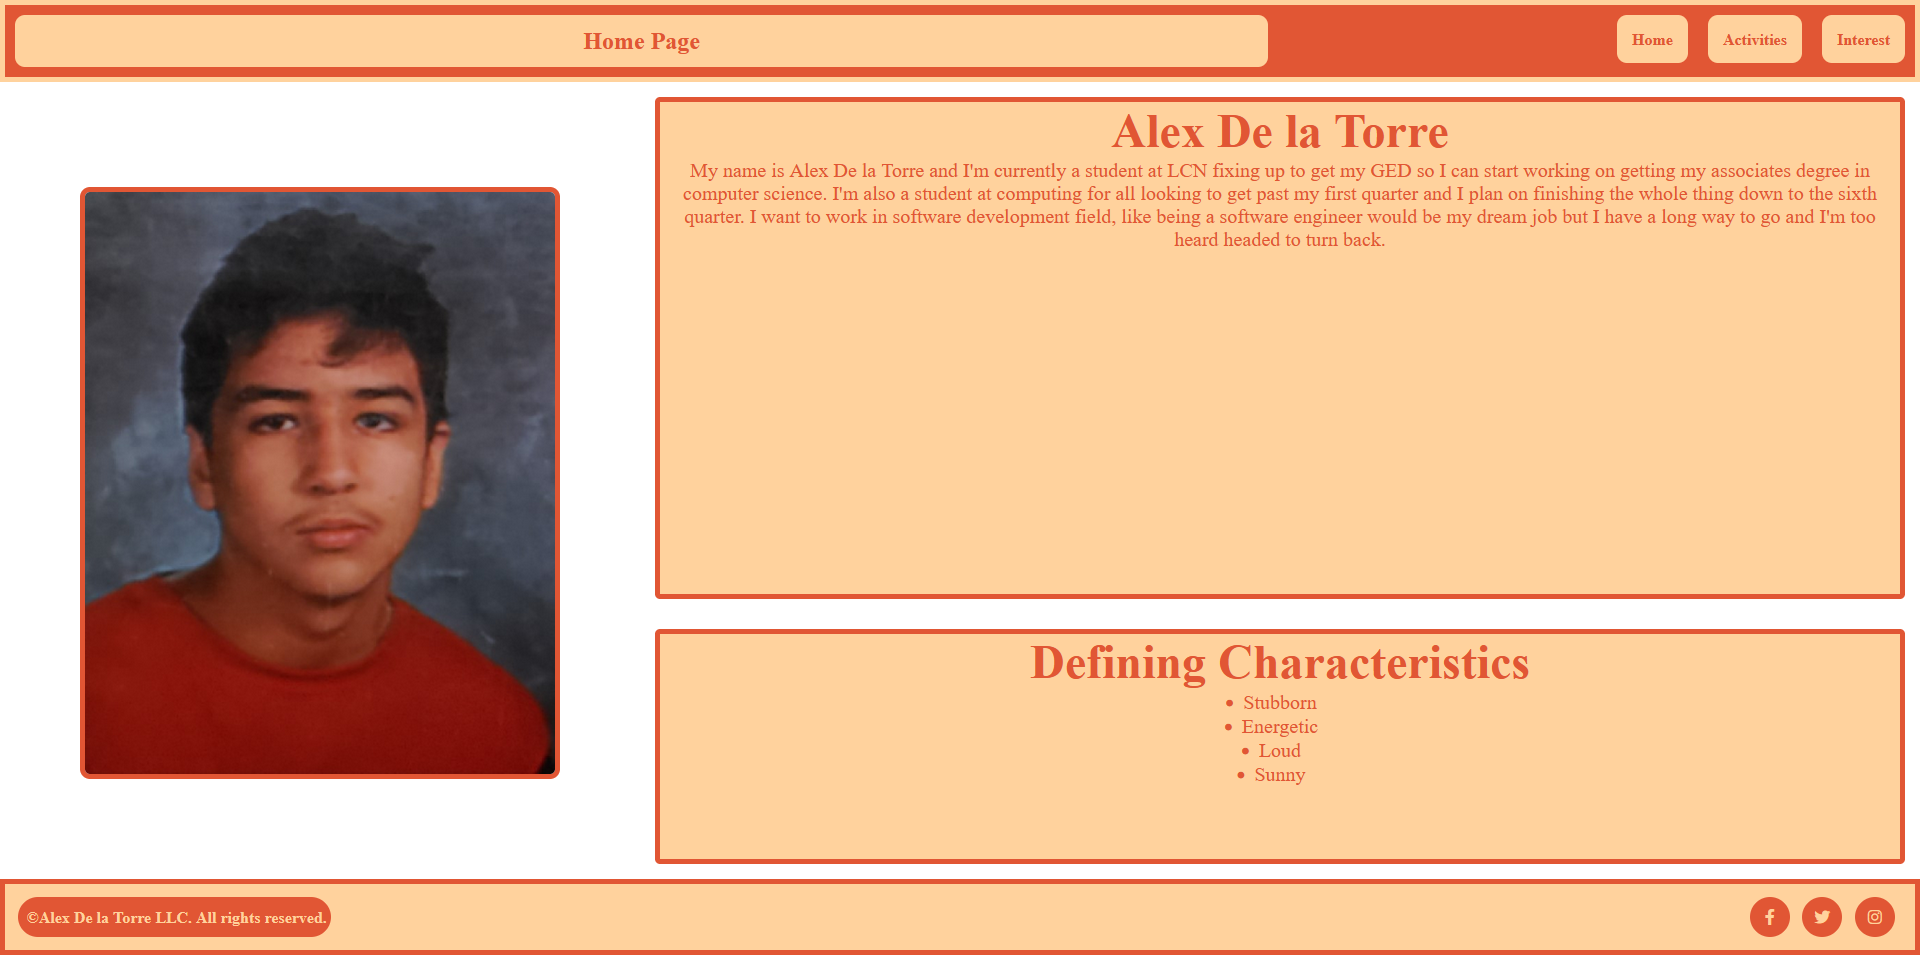 Home Page
Home
Activities
Interest
Alex De la Torre
My name is Alex De la Torre and I'm currently a student at LCN fixing up to get my GED so I can start working on getting my associates degree in
computer science. I'm also a student at computing for all looking to get past my first quarter and I plan on finishing the whole thing down to the sixth
quarter. I want to work in software development field, like being a software engineer would be my dream job but I have a long way to go and I'm too
heard headed to turn back.
Defining Characteristics
• Stubborn
• Energetic
• Loud
• Sunny
©Alex De la Torre LLC. All rights reserved.